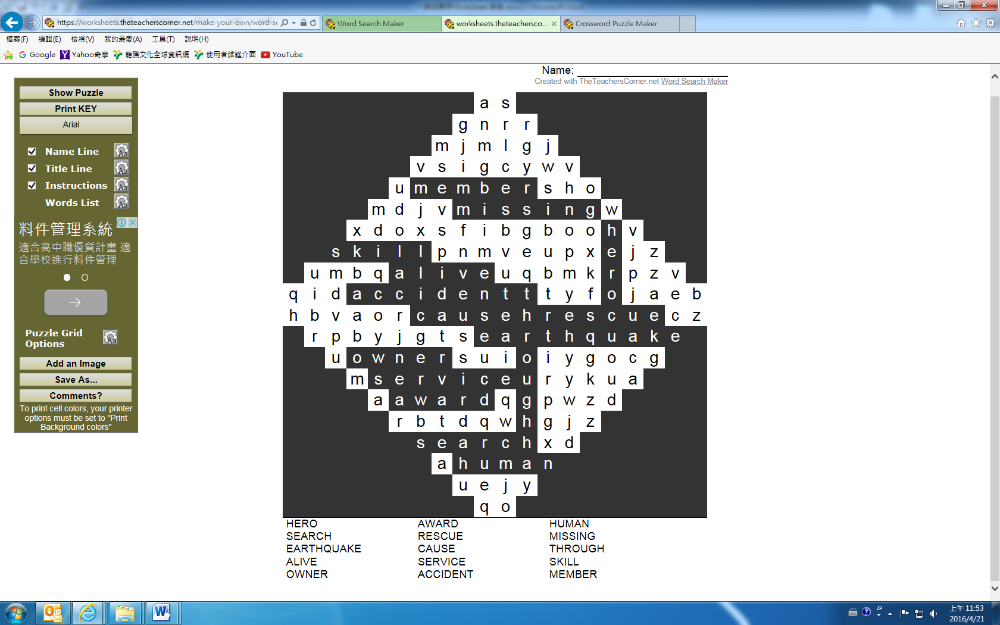 https://worksheets.theteacherscorner.net/make-your-own/word-se
Word Search Maker
worksheets.theteachersco...
Crossword Puzzle Maker
檔案(F) 編輯(E) 檢視(V) 我的最愛(A) 工具(T) 說明(H)
Google Yahoo奇摩 龍騰文化全球資訊網 使用者維護介面 YouTube
Name:
Created with TheTeachersCorner.net Word Search Maker
Show Puzzle
Print KEY
Arial
Name Line
Title Line
Instructions
Words List
料件管理系統
適合高中職優質計畫 適
合學校進行料件管理
Puzzle Grid
Options
Add an Image
Save As...
Comments?
To print cell colors, your printer
options must be set to "Print
Background colors"
a s
g n r r
m j m l g j
v s i g c y w v
u m e m b e r s h o
m d j v m i s s i n g w
x d o x s f i b g b o o h v
s k i l l p n m v e u p x e j z
u m b q a l i v e u q b m k r p z v
q i d a c c i d e n t t t y f o j a e b
h b v a o r c a u s e h r e s c u e c z
r p b y j g t s e a r t h q u a k e
u o w n e r s u i o i y g o c g
m s e r v i c e u r y k u a
a a w a r d q g p w z d
r b t d q w h g j z
s e a r c h x d
a h u m a n
u e j y
q o
HERO AWARD HUMAN
SEARCH RESCUE MISSING
EARTHQUAKE CAUSE THROUGH
ALIVE SERVICE SKILL
OWNER ACCIDENT MEMBER
上午 11:53
2016/4/21